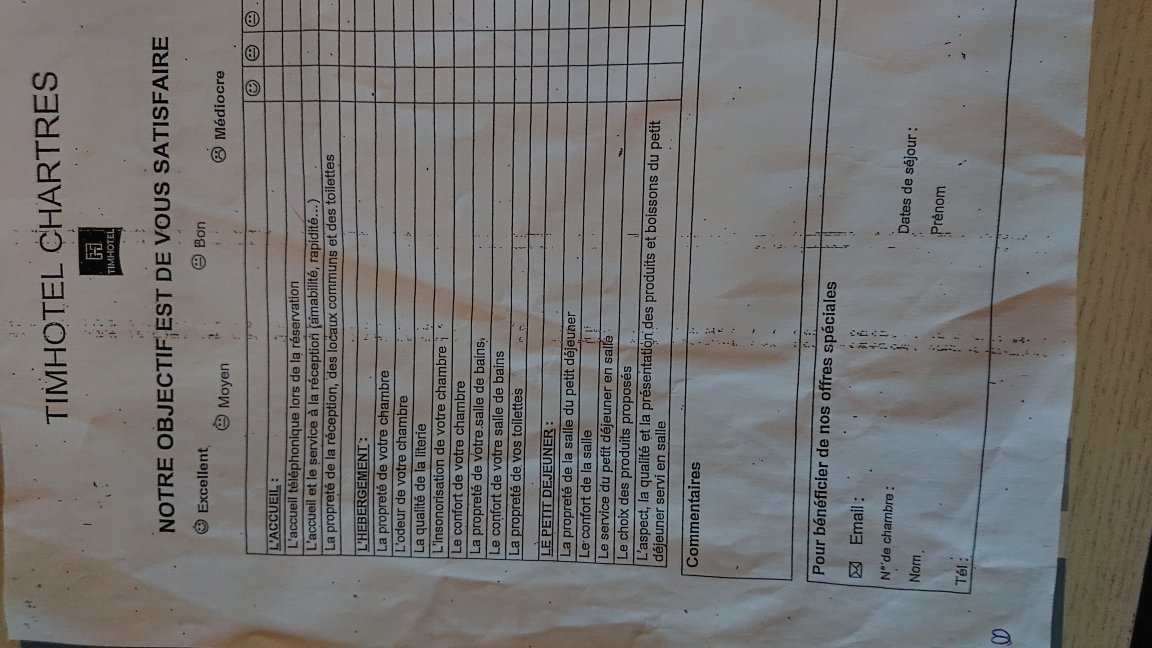 TIMHOTEL CHARTRES
TIMHOTEL
NOTRE OBJECTIF EST DE VOUS SATISFAIRE
Excellent Moyen Bon Médiocre
L'ACCUEIL :
L'accueil téléphonique lors de la réservation
L'accueil et le service à la réception (aimabilité, rapidité...)
La propreté de la réception, des locaux communs et des toilettes
L'HEBERGEMENT :
La propreté de votre chambre
L'odeur de votre chambre
La qualité de la literie
L'insonorisation de votre chambre
Le confort de votre chambre
La propreté de votre salle de bains,
Le confort de votre salle de bains
La propreté de vos toilettes
LE PETIT DEJEUNER :
La propreté de la salle du petit déjeuner
Le confort de la salle
Le service du petit déjeuner en salle
Le choix des produits proposés
L'aspect, la qualité et la présentation des produits et boissons du petit
déjeuner servi en salle
Commentaires
Pour bénéficier de nos offres spéciales
Email :
N° de chambre : Dates de séjour :
Nom Prénom
Tél :